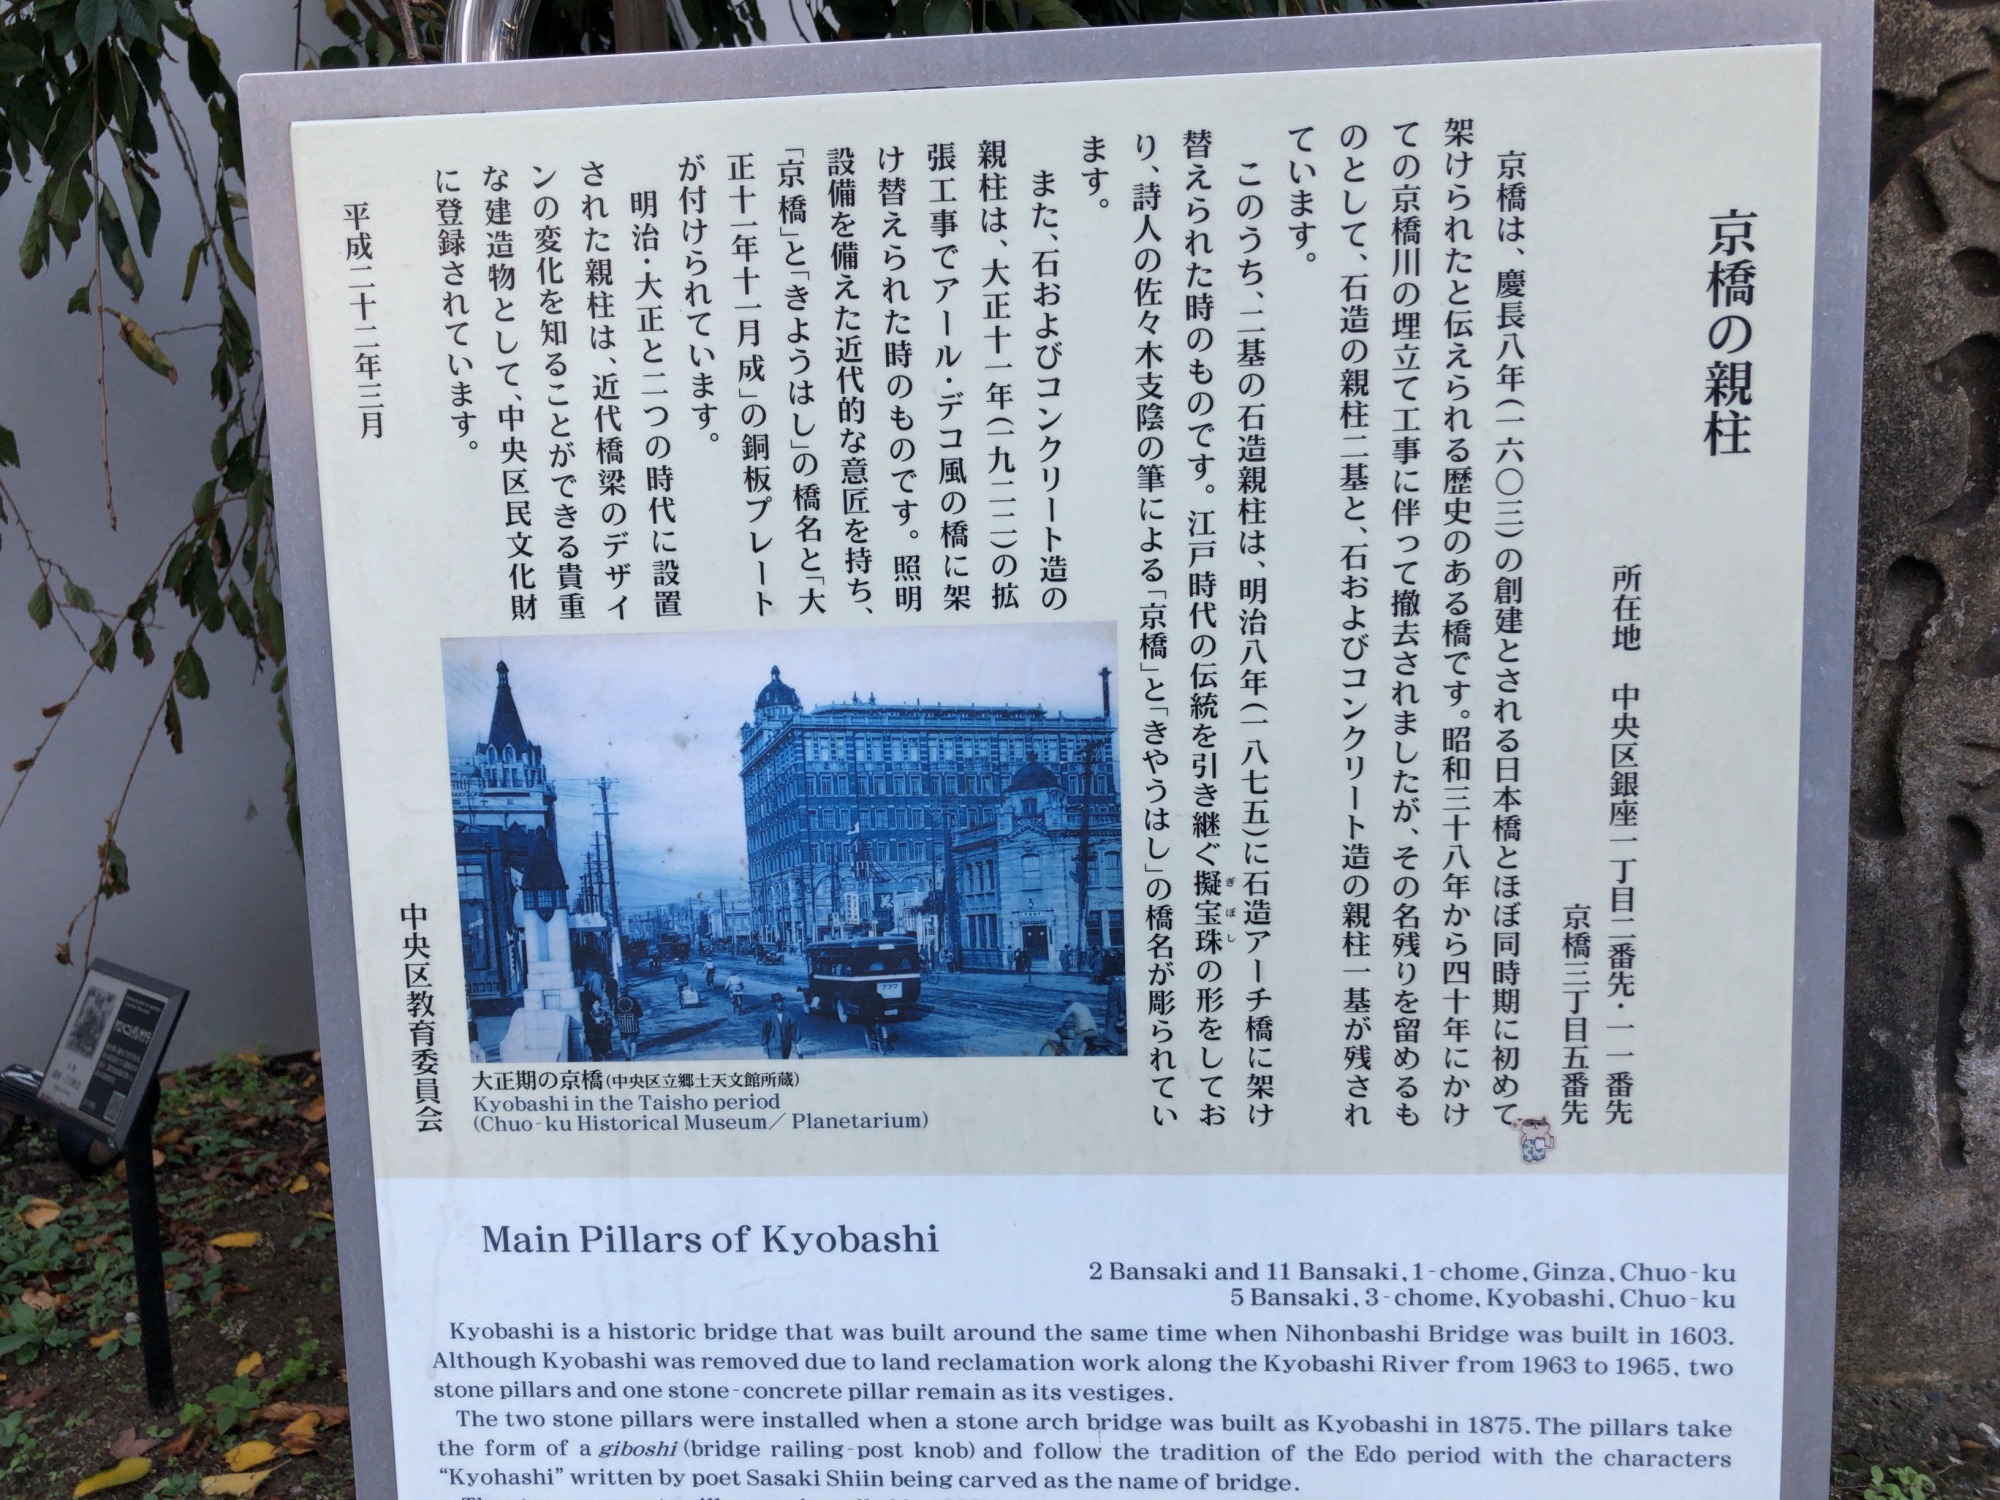 京橋の親柱
所在地　中央区銀座一丁目二番先・一一番先
京橋三丁目五番先
京橋は、慶長八年(一六〇三)の創建とされる日本橋とほぼ同時期に初めて
架けられたと伝えられる歴史のある橋です。昭和三十八年から四十年にかけ
ての京橋川の埋立て工事に伴って撤去されましたが、その名残りを留めるも
のとして、石造の親柱二基と、石およびコンクリート造の親柱一基が残され
ています。
このうち、二基の石造親柱は、明治八年(一八七五)に石造アーチ橋に架け
替えられた時のものです。江戸時代の伝統を引き継ぐ擬宝珠の形をしてお
ぎぼし
り、詩人の佐々木支陰の筆による「京橋」と「きやうはし」の橋名が彫られてい
ます。
また、石およびコンクリート造の
親柱は、大正十一年(一九二二)の拡
張工事でアール・デコ風の橋に架
け替えられた時のものです。照明
設備を備えた近代的な意匠を持ち、
「京橋」と「きようはし」の橋名と「大
正十一年十一月成」の銅板プレート
が付けられています。
明治・大正と二つの時代に設置
された親柱は、近代橋梁のデザイ
ンの変化を知ることができる貴重
な建造物として、中央区民文化財
に登録されています。
平成二十二年三月
中央区教育委員会
大正期の京橋(中央区立郷土天文館所蔵)
Kyobashi in the Taisho period
(Chuo-ku Historical Museum／Planetarium)
Main Pillars of Kyobashi
2 Bansaki and 11 Bansaki, 1-chome, Ginza, Chuo-ku
5 Bansaki, 3-chome, Kyobashi, Chuo-ku
Kyobashi is a historic bridge that was built around the same time when Nihonbashi Bridge was built in 1603.
Although Kyobashi was removed due to land reclamation work along the Kyobashi River from 1963 to 1965, two
stone pillars and one stone-concrete pillar remain as its vestiges.
The two stone pillars were installed when a stone arch bridge was built as Kyobashi in 1875. The pillars take
the form of a giboshi (bridge railing-post knob) and follow the tradition of the Edo period with the characters
“Kyohashi” written by poet Sasaki Shiin being carved as the name of bridge.